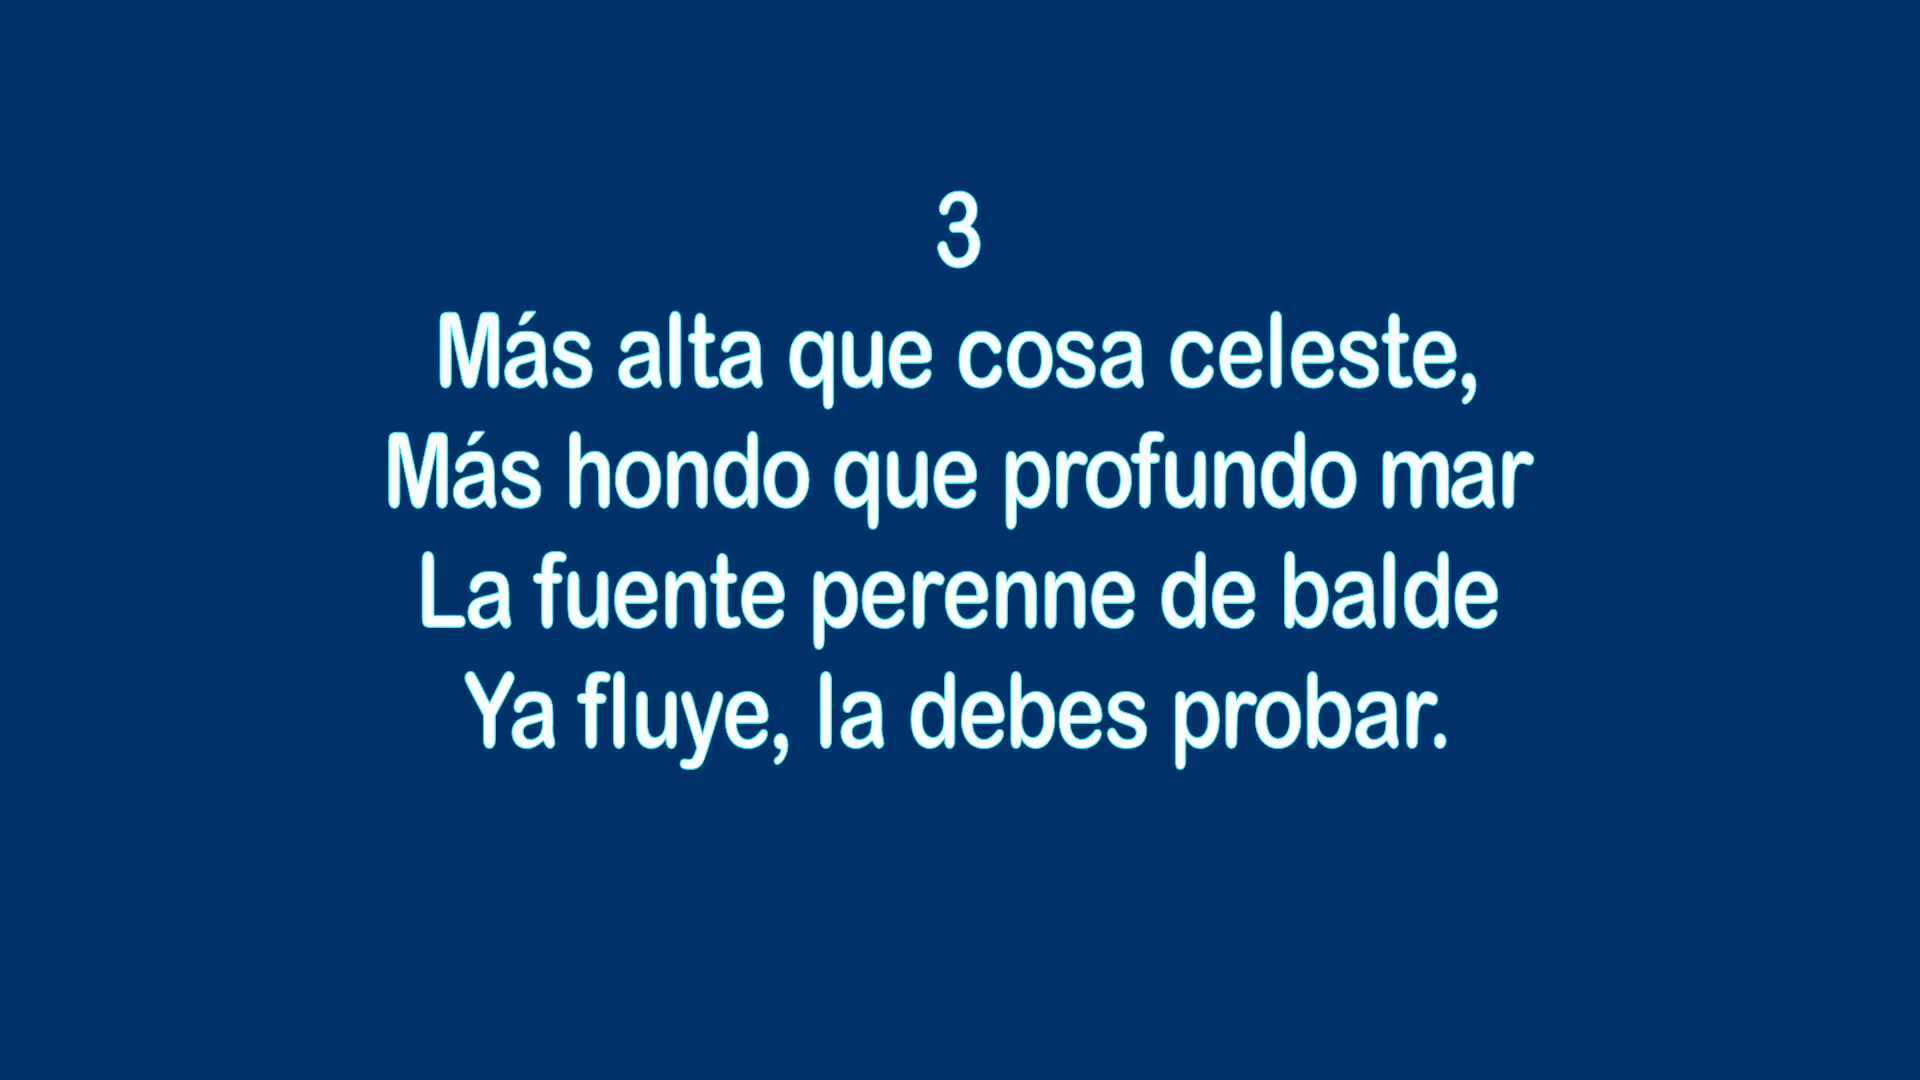 3
Más alta que cosa celeste,
Más hondo que profundo mar
La fuente perenne de balde
Ya fluye, la debes probar.